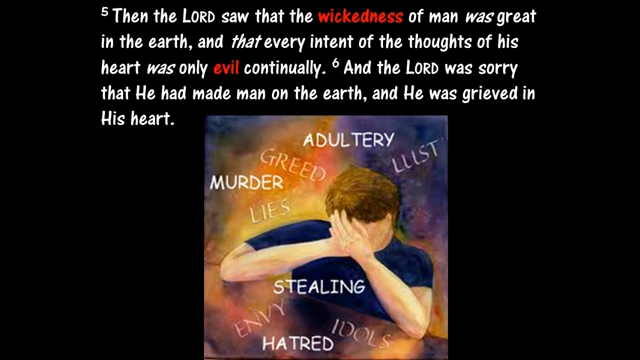 5 Then the LORD saw that the wickedness of man was great
in the earth, and that every intent of the thoughts of his
heart was only evil continually. 6 And the LORD was sorry
that He had made man on the earth, and He was grieved in
His heart.
ADULTERY
GREED
LUST
MURDER
LIES
STEALING
ENVY
IDOLS
HATRED